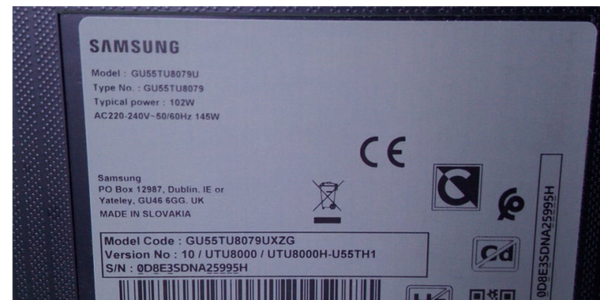 SAMSUNG
Model : GU55TU8079U
Type No. : GU55TU8079
Typical power : 102W
AC220-240V~50/60Hz 145W
CE
Samsung
PO Box 12987, Dublin. IE or
Yateley, GU46 6GG. UK
MADE IN SLOVAKIA
Model Code : GU55TU8079UXZG
Version No : 10 / UTU8000 / UTU8000H-U55TH1
S/N : 0D8E3SDNA25995H
0D8E3SDNA25995H
Cd